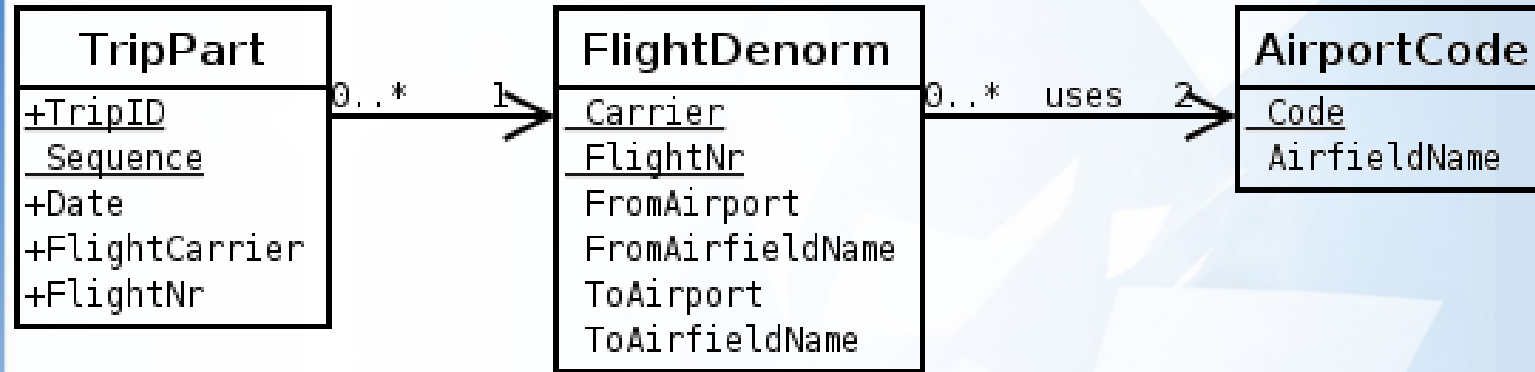 TripPart
+TripID
Sequence
+Date
+FlightCarrier
+FlightNr
0..* 1
FlightDenorm
Carrier
FlightNr
FromAirport
FromAirfieldName
ToAirport
ToAirfieldName
0..* uses 2
AirportCode
Code
AirfieldName